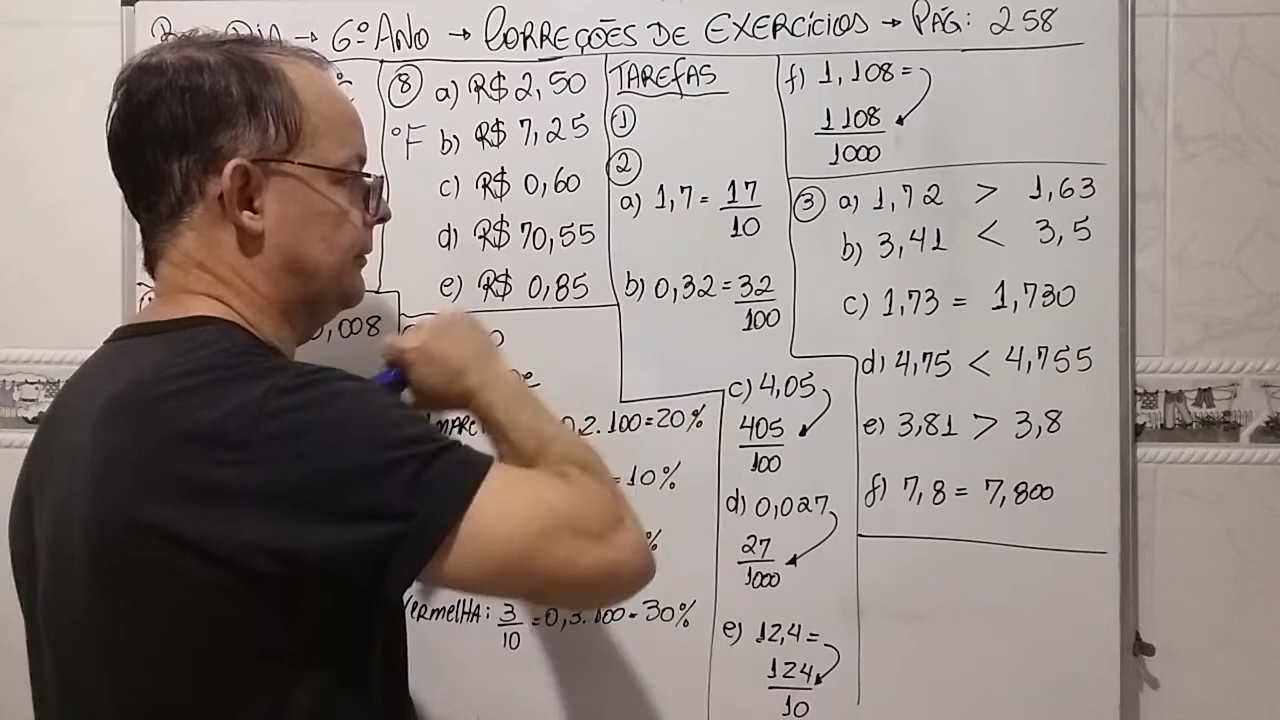 DIA → 6º ANO → CORREÇÕES DE EXERCÍCIOS → PÁG: 258
ºF
0,008
8 a) R$ 2,50
b) R$ 7,25
c) R$ 0,60
d) R$ 70,55
e) R$ 0,85
0,2.100=20%
=10%
%
VERMELHA: 3/10 = 0,3.100=30%
TAREFAS
1
2
a) 1,7 = 17/10
b) 0,32 = 32/100
c) 4,05
405/100
d) 0,027
27/1000
e) 12,4=
124/10
f) 1,108=
1108/1000
3 a) 1,72 > 1,63
b) 3,41 < 3,5
c) 1,73 = 1,730
d) 4,75 < 4,755
e) 3,81 > 3,8
f) 7,8 = 7,800